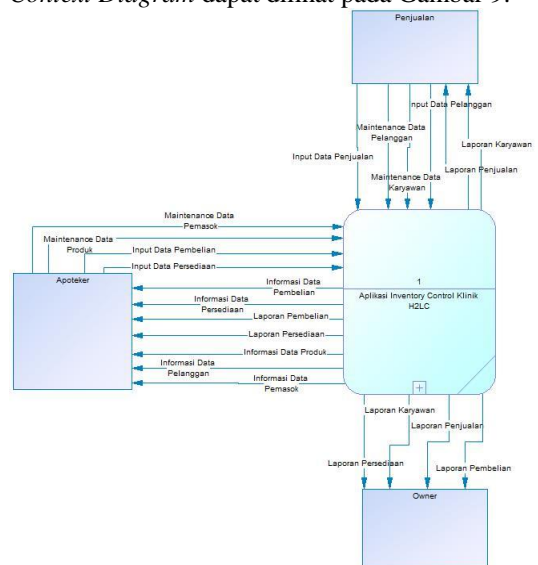 Context Diagram dapat dilihat pada Gambar 9.
Penjualan
nput Data Pelanggan
Maintenance Data
Pelanggan
Laporan Karyawan
Input Data Penjualan
Laporan Penjualan
Maintenance Data
Karyawan
Maintenance Data
Pemasok
Maintenance Data
Produk
Input Data Pembelian
Input Data Persediaan
Apoteker
1
Aplikasi Inventory Control Klinik
H2LC
Informasi Data
Pembelian
Informasi Data
Persediaan
Laporan Pembelian
Laporan Persediaan
Informasi Data Produk
Informasi Data
Pelanggan
Informasi Data
Pemasok
Laporan Karyawan
Laporan Penjualan
Laporan Persediaan
Laporan Pembelian
Owner